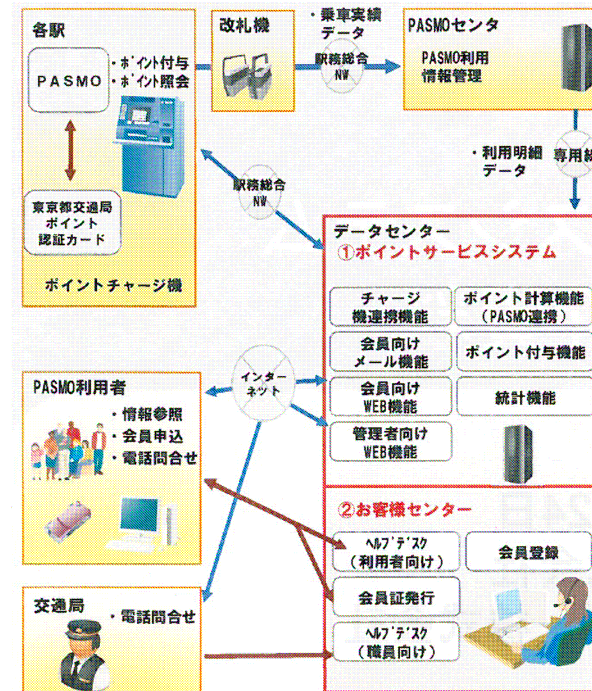 各駅
PASMO
・ﾎﾟｲﾝﾄ付与
・ﾎﾟｲﾝﾄ照会
東京都交通局
ポイント
認証カード
ポイントチャージ機
改札機
・乗車実績
データ
駅務総合
NW
PASMOセンタ
PASMO利用
情報管理
・利用明細
データ
専用線
駅務総合
NW
データセンター
①ポイントサービスシステム
チャージ
機連携機能
ポイント計算機能
(PASMO連携)
会員向け
メール機能
ポイント付与機能
会員向け
WEB機能
統計機能
管理者向け
WEB機能
インター
ネット
PASMO利用者
・情報参照
・会員申込
・電話問合せ
②お客様センター
ﾍﾙﾌﾟﾃﾞｽｸ
(利用者向け)
会員登録
会員証発行
ﾍﾙﾌﾟﾃﾞｽｸ
(職員向け)
交通局
・電話問合せ